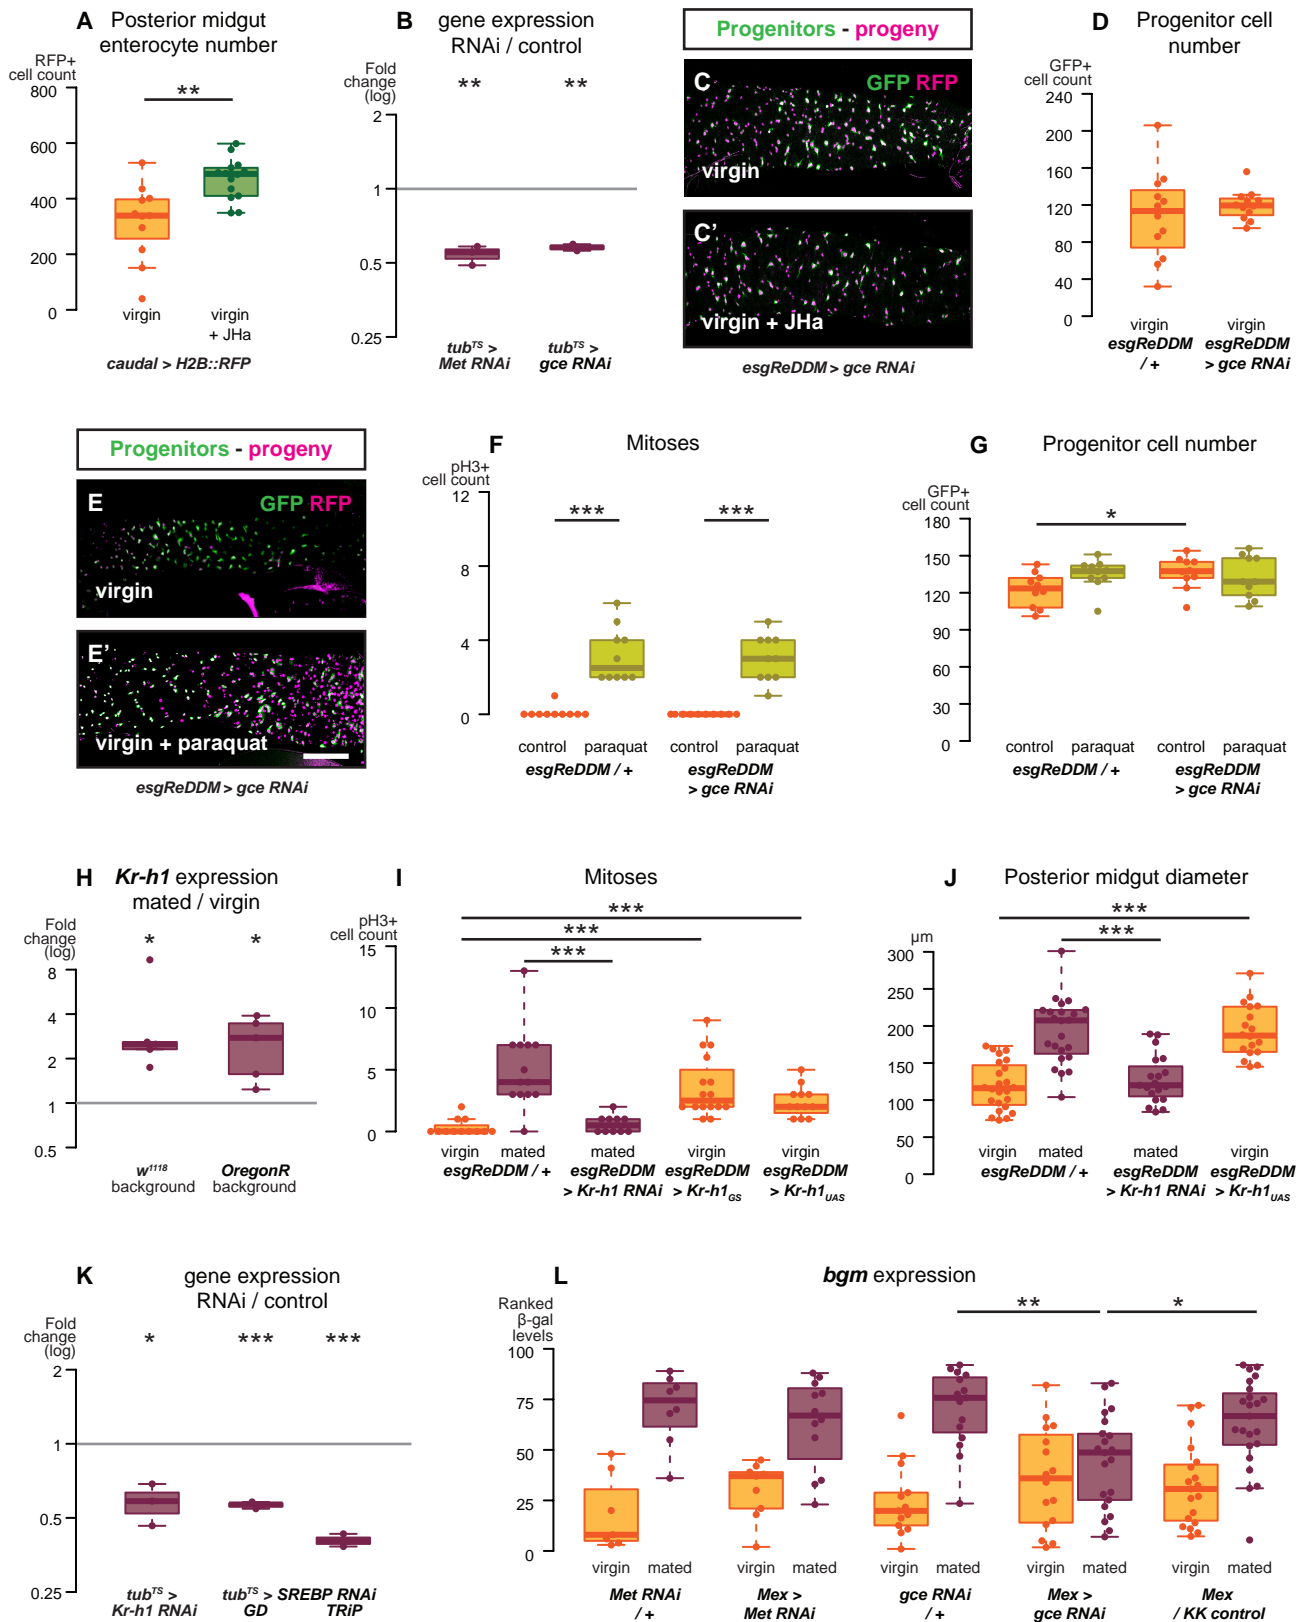 A Posterior midgut
enterocyte number
RFP+
cell count
800
600
400
200
0
**
virgin
virgin
+ JHa
caudal > H2B::RFP
B gene expression
RNAi / control
Fold
change
(log)
** **
2
1
0.5
0.25
tubTS >
Met RNAi
tubTS >
gce RNAi
Progenitors - progeny
C GFP RFP
virgin
C'
virgin + JHa
esgReDDM > gce RNAi
D Progenitor cell
number
GFP+
cell count
240
200
160
120
80
40
0
virgin
esgReDDM
/ +
virgin
esgReDDM
> gce RNAi
Progenitors - progeny
E GFP RFP
virgin
E'
virgin + paraquat
esgReDDM > gce RNAi
F Mitoses
pH3+
cell count
12
8
4
0
*** ***
control paraquat control paraquat
esgReDDM / +
esgReDDM
> gce RNAi
G Progenitor cell number
GFP+
cell count
180
150
120
90
60
30
0
*
control paraquat control paraquat
esgReDDM / +
esgReDDM
> gce RNAi
H Kr-h1 expression
mated / virgin
Fold
change
(log)
* *
8
4
2
1
0.5
w1118
background
OregonR
background
I Mitoses
pH3+
cell count
15
10
5
0
***
***
***
virgin mated
esgReDDM / +
mated
esgReDDM
> Kr-h1 RNAi
virgin
esgReDDM
> Kr-h1GS
virgin
esgReDDM
> Kr-h1UAS
J Posterior midgut diameter
µm
300
250
200
150
100
50
0
***
***
virgin mated
esgReDDM / +
mated
esgReDDM
> Kr-h1 RNAi
virgin
esgReDDM
> Kr-h1UAS
K gene expression
RNAi / control
Fold
change
(log)
* *** ***
2
1
0.5
0.25
tubTS >
Kr-h1 RNAi
tubTS > SREBP RNAi
GD TRiP
L bgm expression
Ranked
β-gal
levels
100
75
50
25
0
** *
virgin mated virgin mated virgin mated virgin mated virgin mated
Met RNAi
/ +
Mex >
Met RNAi
gce RNAi
/ +
Mex >
gce RNAi
Mex
/ KK control